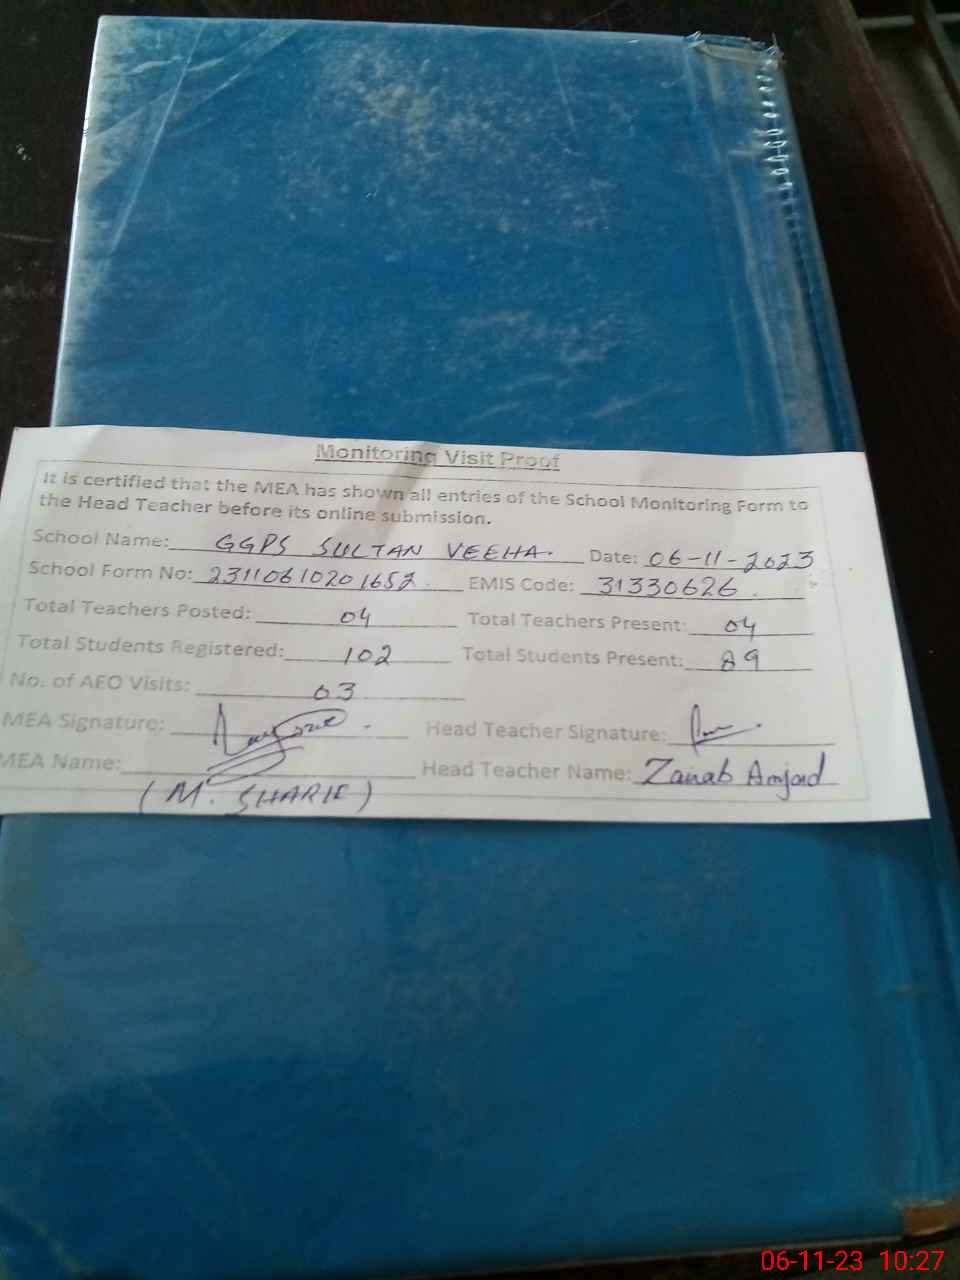 Monitoring Visit Proof
It is certified that the MEA has shown all entries of the School Monitoring Form to
the Head Teacher before its online submission.
School Name: GGPS SULTAN VEEHA. Date: 06-11-2023
School Form No: 23110610201652. EMIS Code: 31330626.
Total Teachers Posted: 04 Total Teachers Present: 04
Total Students Registered: 102 Total Students Present: 89
No. of AEO Visits: 03
MEA Signature: Head Teacher Signature:
MEA Name: Head Teacher Name: Zainab Amjad
(M. SHARIF)
06-11-23 10:27